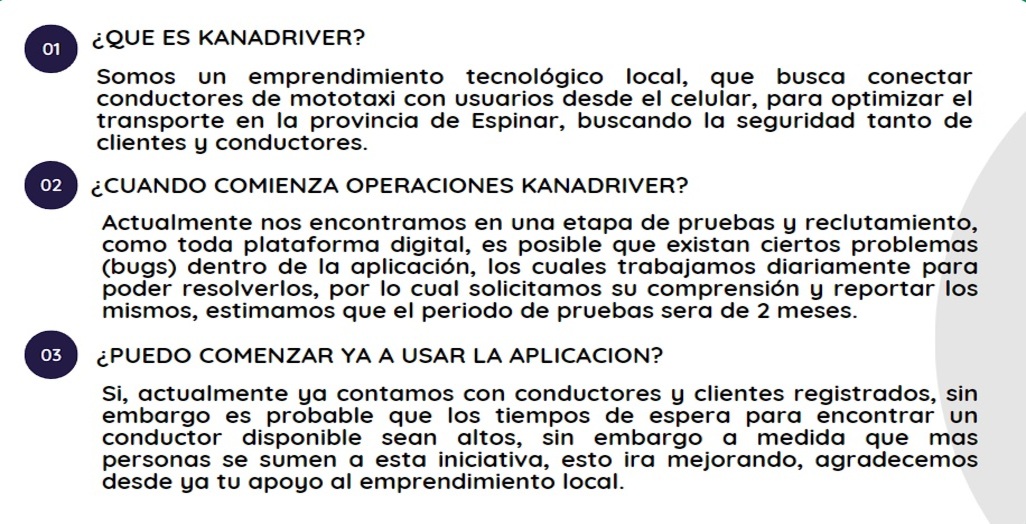 01
¿QUE ES KANADRIVER?
Somos un emprendimiento tecnológico local, que busca conectar
conductores de mototaxi con usuarios desde el celular, para optimizar el
transporte en la provincia de Espinar, buscando la seguridad tanto de
clientes y conductores.
02
¿CUANDO COMIENZA OPERACIONES KANADRIVER?
Actualmente nos encontramos en una etapa de pruebas y reclutamiento,
como toda plataforma digital, es posible que existan ciertos problemas
(bugs) dentro de la aplicación, los cuales trabajamos diariamente para
poder resolverlos, por lo cual solicitamos su comprensión y reportar los
mismos, estimamos que el periodo de pruebas sera de 2 meses.
03
¿PUEDO COMENZAR YA A USAR LA APLICACION?
Si, actualmente ya contamos con conductores y clientes registrados, sin
embargo es probable que los tiempos de espera para encontrar un
conductor disponible sean altos, sin embargo a medida que mas
personas se sumen a esta iniciativa, esto ira mejorando, agradecemos
desde ya tu apoyo al emprendimiento local.